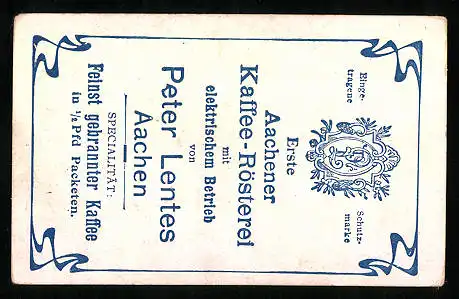 Einge-
tragene
Schutz-
marke
Erste
Aachener
Kaffee-Rösterei
mit
elektrischem Betrieb
von
Peter Lentes
Aachen
SPECIALITÄT:
Feinst gebrannter Kaffee
in ½ Pfd Packeten.